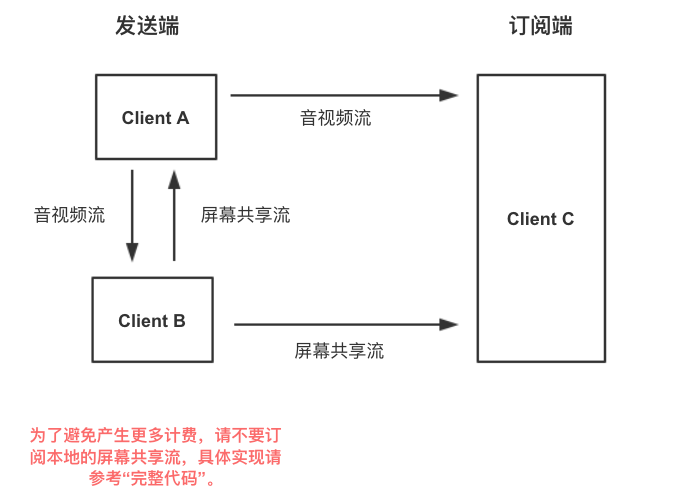 发送端
订阅端
Client A
音视频流
音视频流
屏幕共享流
Client C
Client B
屏幕共享流
为了避免产生更多计费，请不要订
阅本地的屏幕共享流，具体实现请
参考“完整代码”。